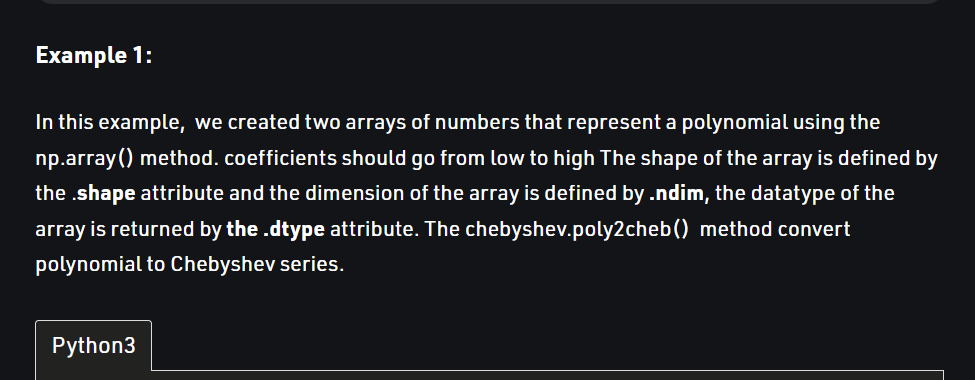 Example 1:
In this example,  we created two arrays of numbers that represent a polynomial using the
np.array() method. coefficients should go from low to high The shape of the array is defined by
the .shape attribute and the dimension of the array is defined by .ndim, the datatype of the
array is returned by the .dtype attribute. The chebyshev.poly2cheb()  method convert
polynomial to Chebyshev series.
Python3